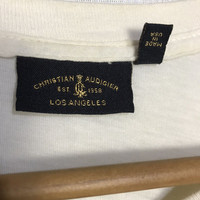 MADE IN
USA
CHRISTIAN AUDIGIER
EST. 1958
LOS ANGELES